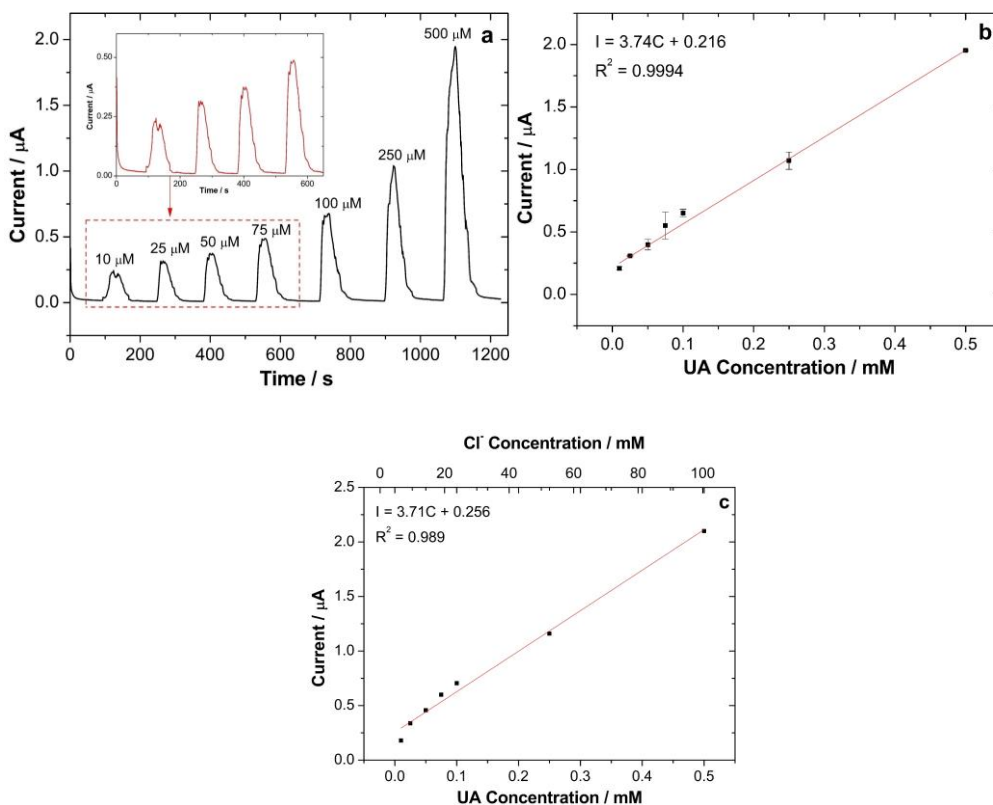 a
500 μM
250 μM
100 μM
75 μM
50 μM
25 μM
10 μM
Current / μA
2.0
1.5
1.0
0.5
0.0
0 200 400 600 800 1000 1200
Time / s
Current / μA
0.50
0.25
0.00
0 200 400 600
Time / s
b
I = 3.74C + 0.216
R² = 0.9994
Current / μA
2.0
1.5
1.0
0.5
0.0
0.0 0.1 0.2 0.3 0.4 0.5
UA Concentration / mM
Cl⁻ Concentration / mM
0 20 40 60 80 100
c
I = 3.71C + 0.256
R² = 0.989
Current / μA
2.5
2.0
1.5
1.0
0.5
0.0
0.0 0.1 0.2 0.3 0.4 0.5
UA Concentration / mM